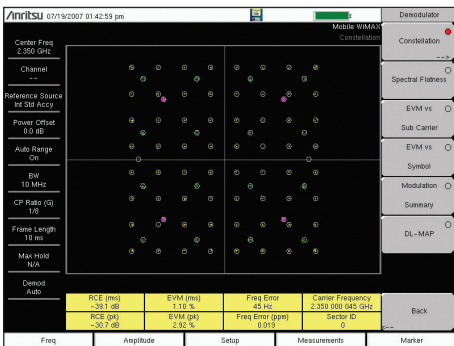 Anritsu 07/19/2007 01:42:59 pm
Mobile WiMAX
Constellation
Center Freq
2.350 GHz
Channel
--
Reference Source
Int Std Accy
Power Offset
0.0 dB
Auto Range
On
BW
10 MHz
CP Ratio (G)
1/8
Frame Length
10 ms
Max Hold
N/A
Demod
Auto
RCE (rms)
-39.1 dB
EVM (rms)
1.10 %
Freq Error
45 Hz
Carrier Frequency
2.350 000 045 GHz
RCE (pk)
-30.7 dB
EVM (pk)
2.92 %
Freq Error (ppm)
0.019
Sector ID
0
Demodulator
Constellation
-->
Spectral Flatness
EVM vs
Sub Carrier
EVM vs
Symbol
Modulation
Summary
DL-MAP
Back
<--
Freq
Amplitude
Setup
Measurements
Marker